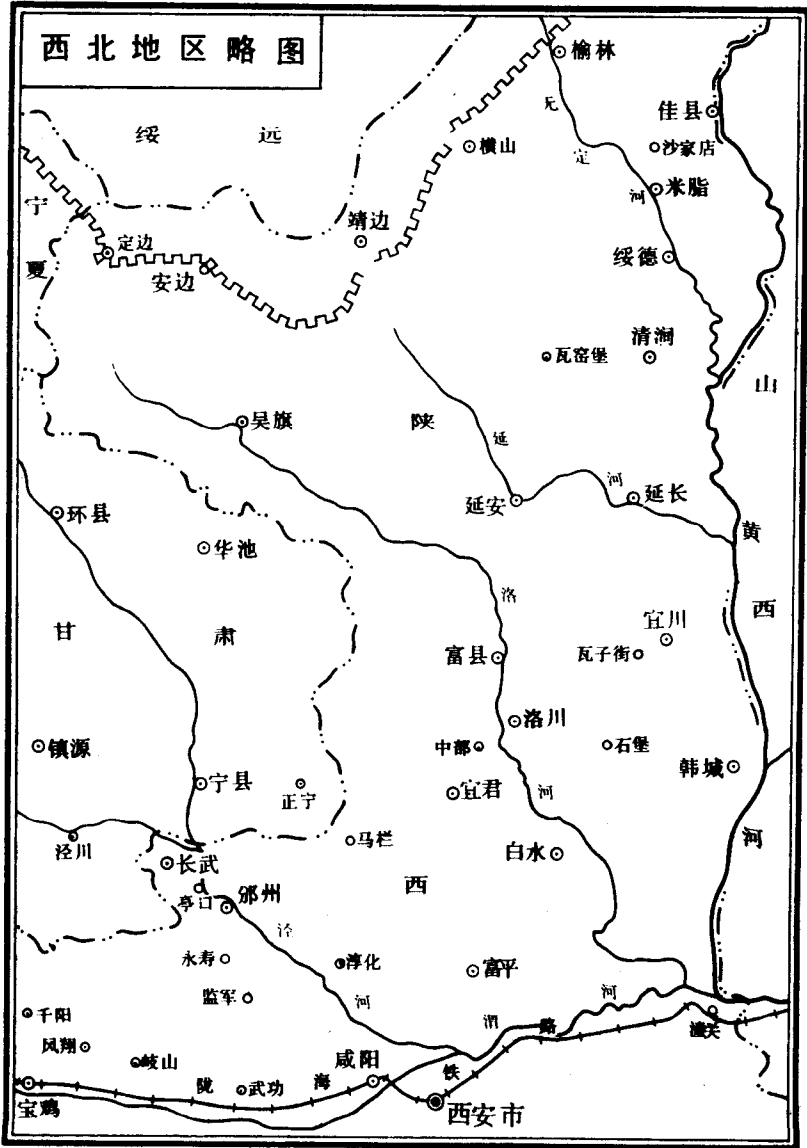 西北地区略图
榆林
无定河
佳县
绥远
横山
沙家店
米脂
宁夏
靖边
定边
安边
绥德
瓦窑堡
清涧
山西
吴旗
陕西
延河
延安
延长
环县
华池
黄河
甘肃
洛河
宜川
富县
瓦子街
洛川
镇源
中部
石堡
韩城
宁县
正宁
宜君
马栏
泾川
长武
白水
亭口
邠州
泾河
永寿
淳化
富平
监军
渭河
千阳
潼关
凤翔
岐山
咸阳
陇海铁路
武功
宝鸡
西安市